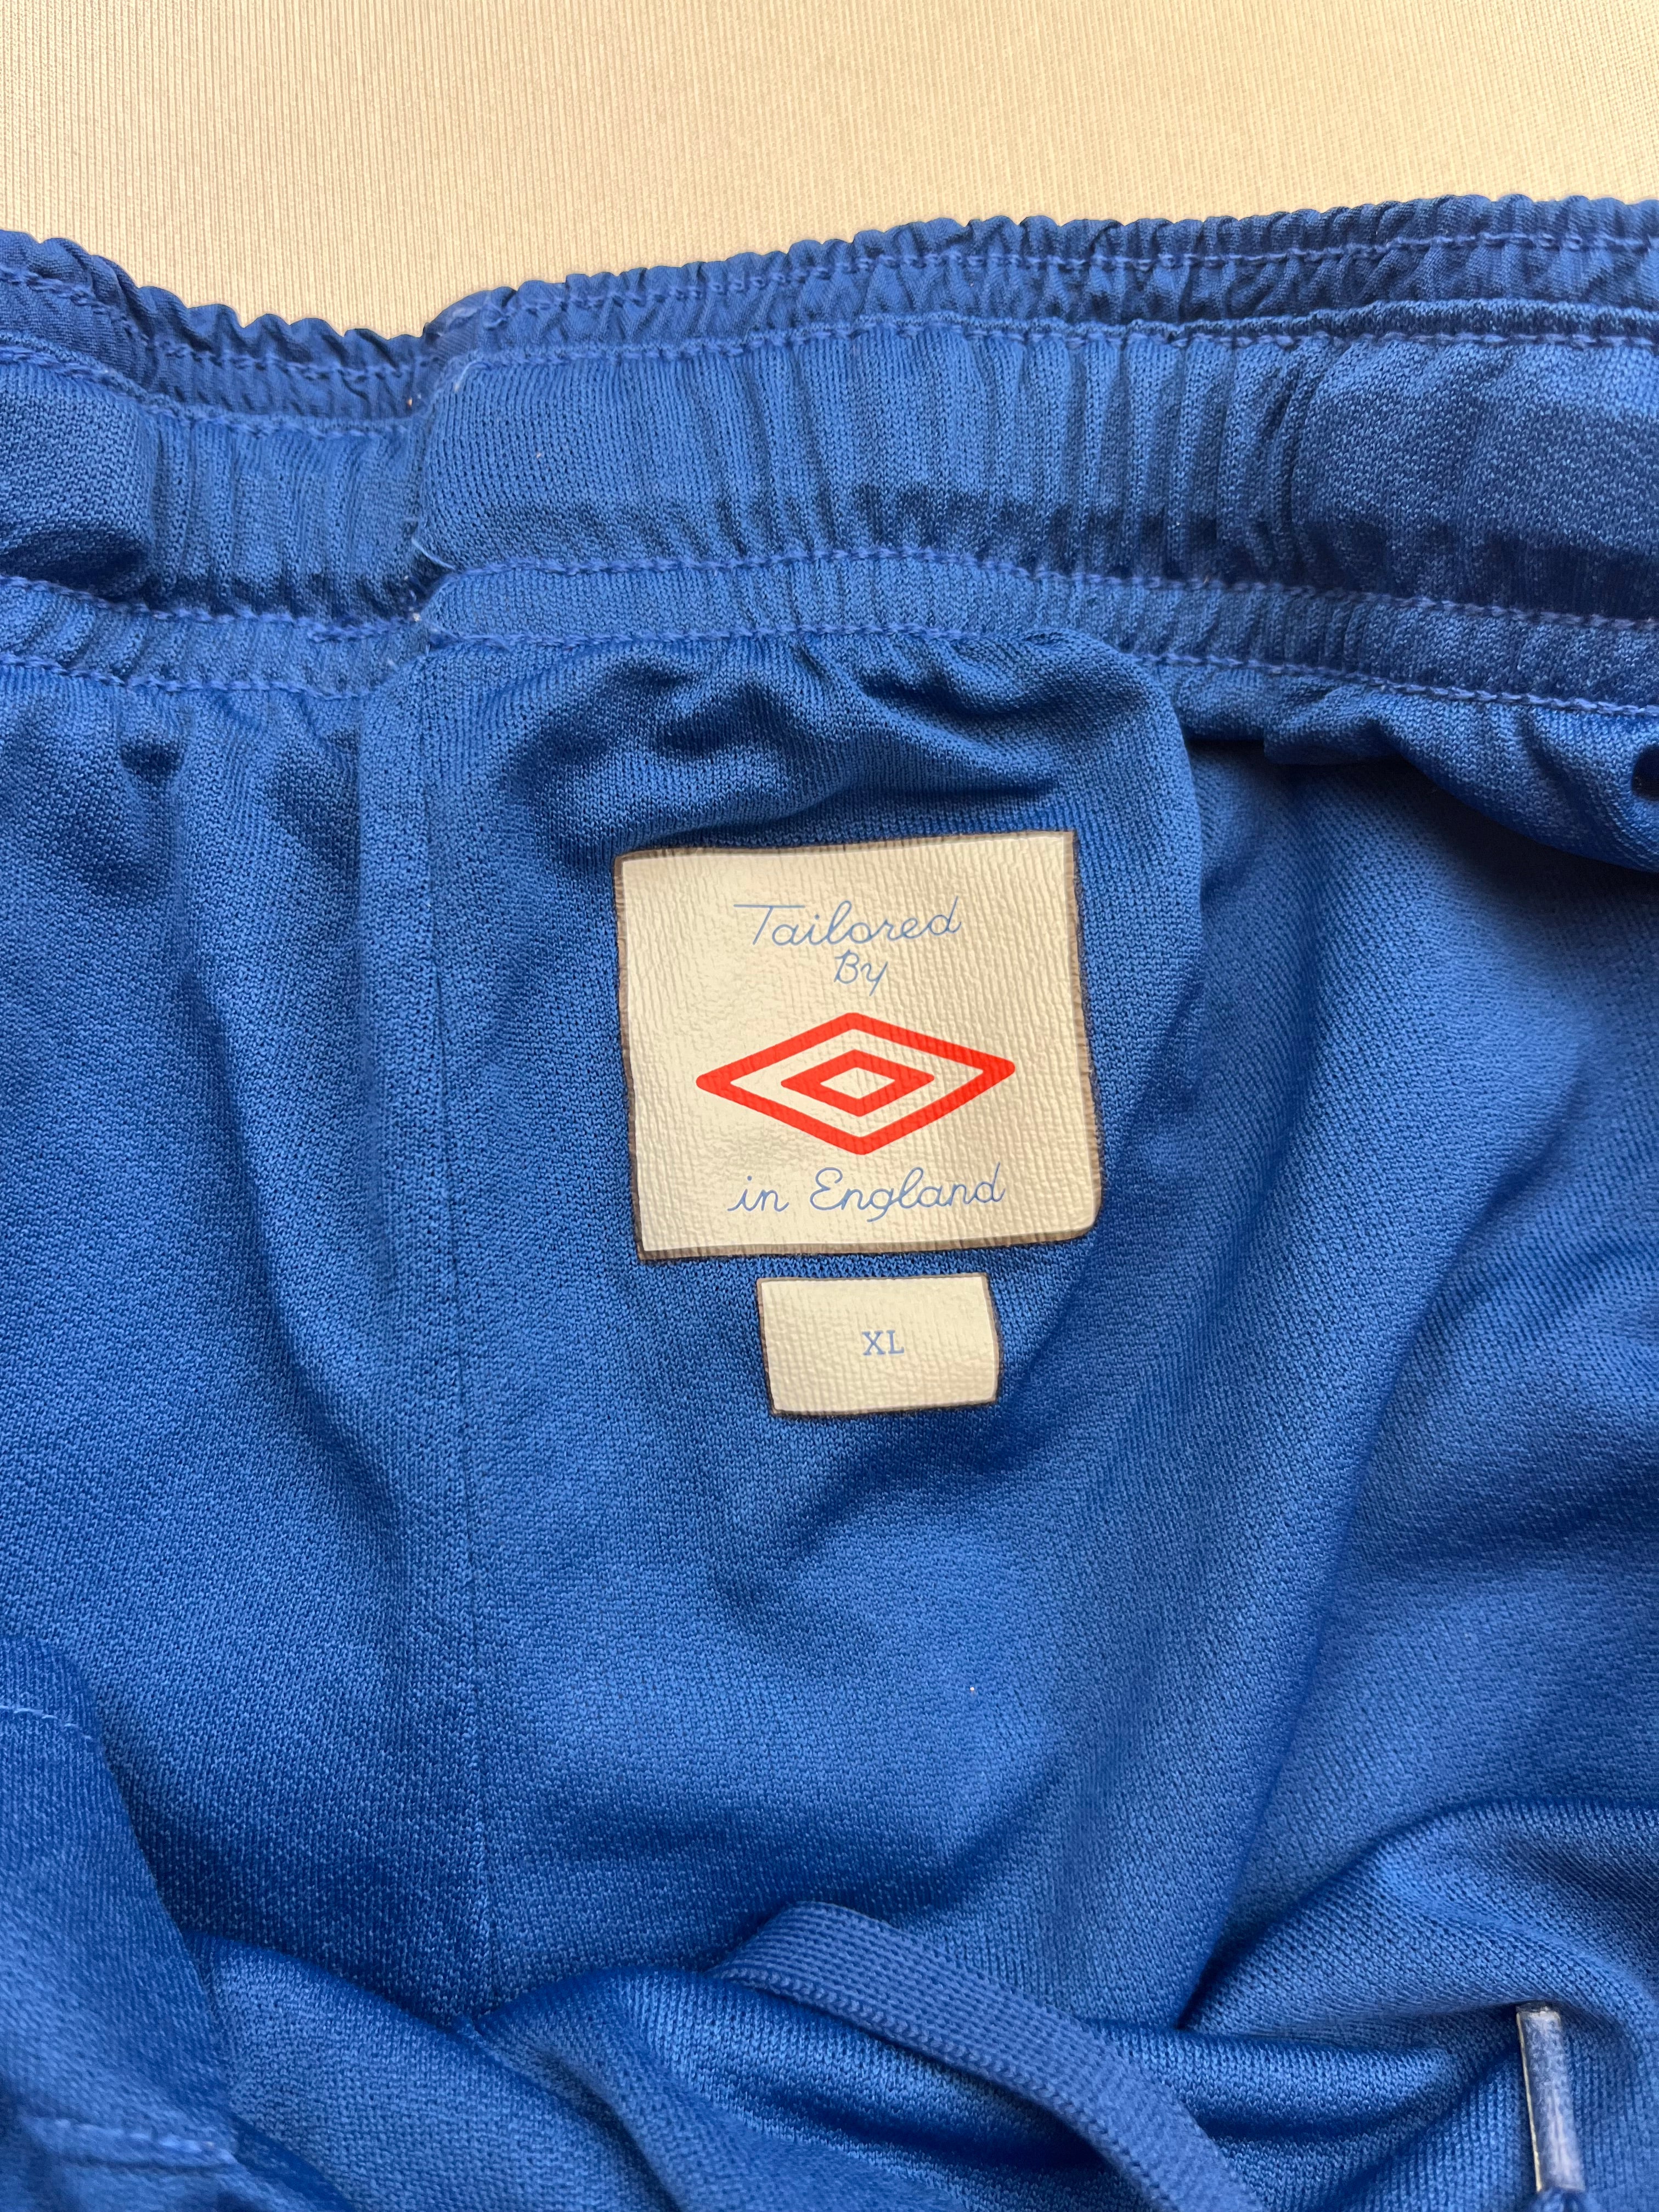 Tailored
By
in England
XL